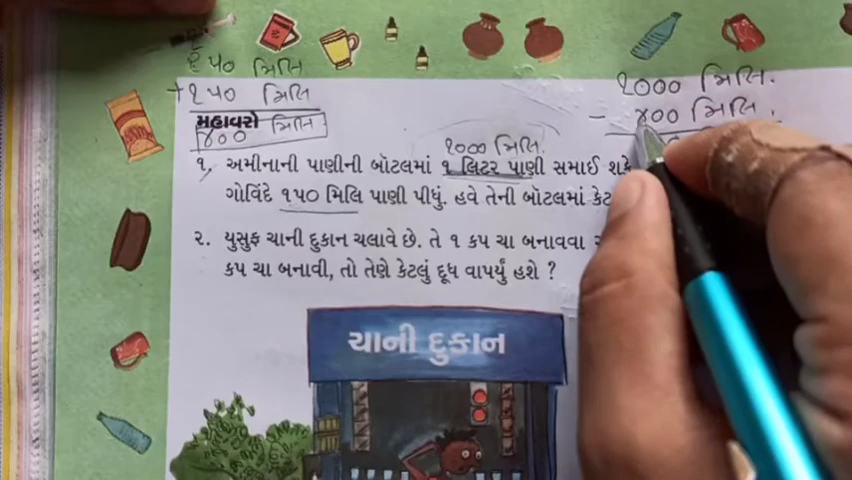 ૨૫૦ મિલિ
+ ૧૫૦ મિલિ
મહાવરો
૪૦૦ મિલિ
૧૦૦૦ મિલિ.
- ૪૦૦ મિલિ.
૧૦૦૦ મિલિ.
૧. અમીનાની પાણીની બૉટલમાં ૧ લિટર પાણી સમાઈ શકે
ગોવિંદે ૧૫૦ મિલિ પાણી પીધું. હવે તેની બૉટલમાં
૨. યુસુફ ચાની દુકાન ચલાવે છે. તે ૧ કપ ચા બનાવવા
કપ ચા બનાવી, તો તેણે કેટલું દૂધ વાપર્યું હશે ?
ચાની દુકાન